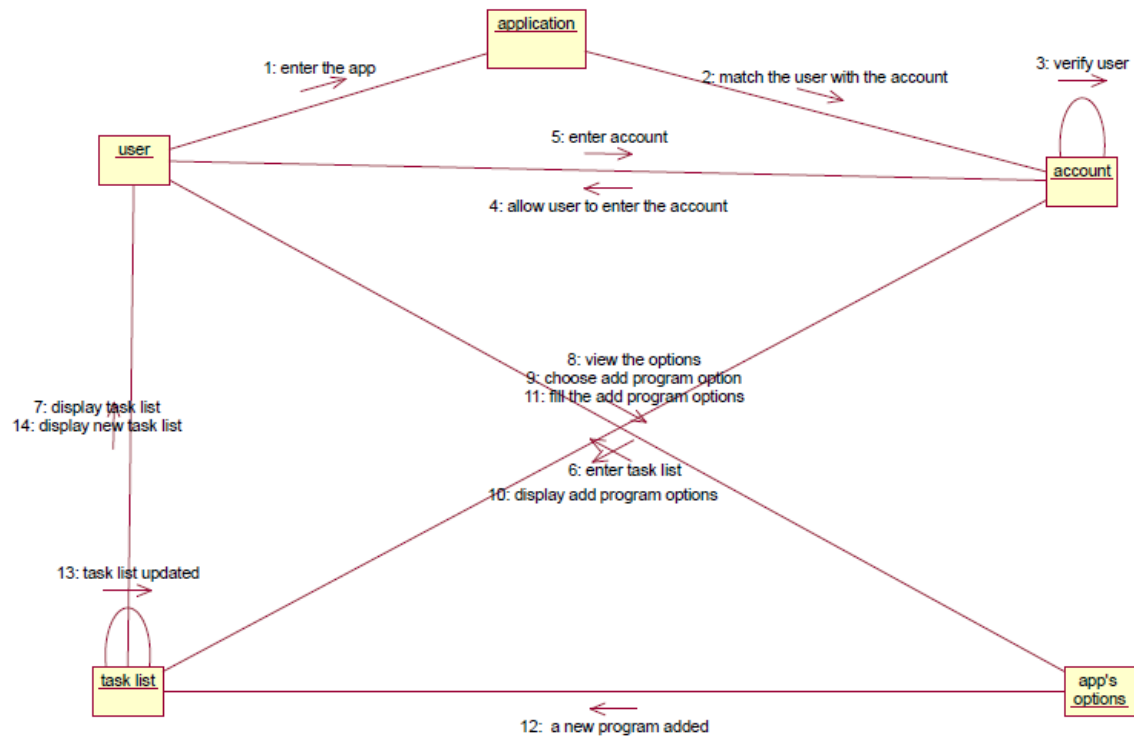 application
1: enter the app
2: match the user with the account
3: verify user
user
5: enter account
account
4: allow user to enter the account
8: view the options
9: choose add program option
11: fill the add program options
7: display task list
14: display new task list
6: enter task list
10: display add program options
13: task list updated
task list
app's
options
12: a new program added